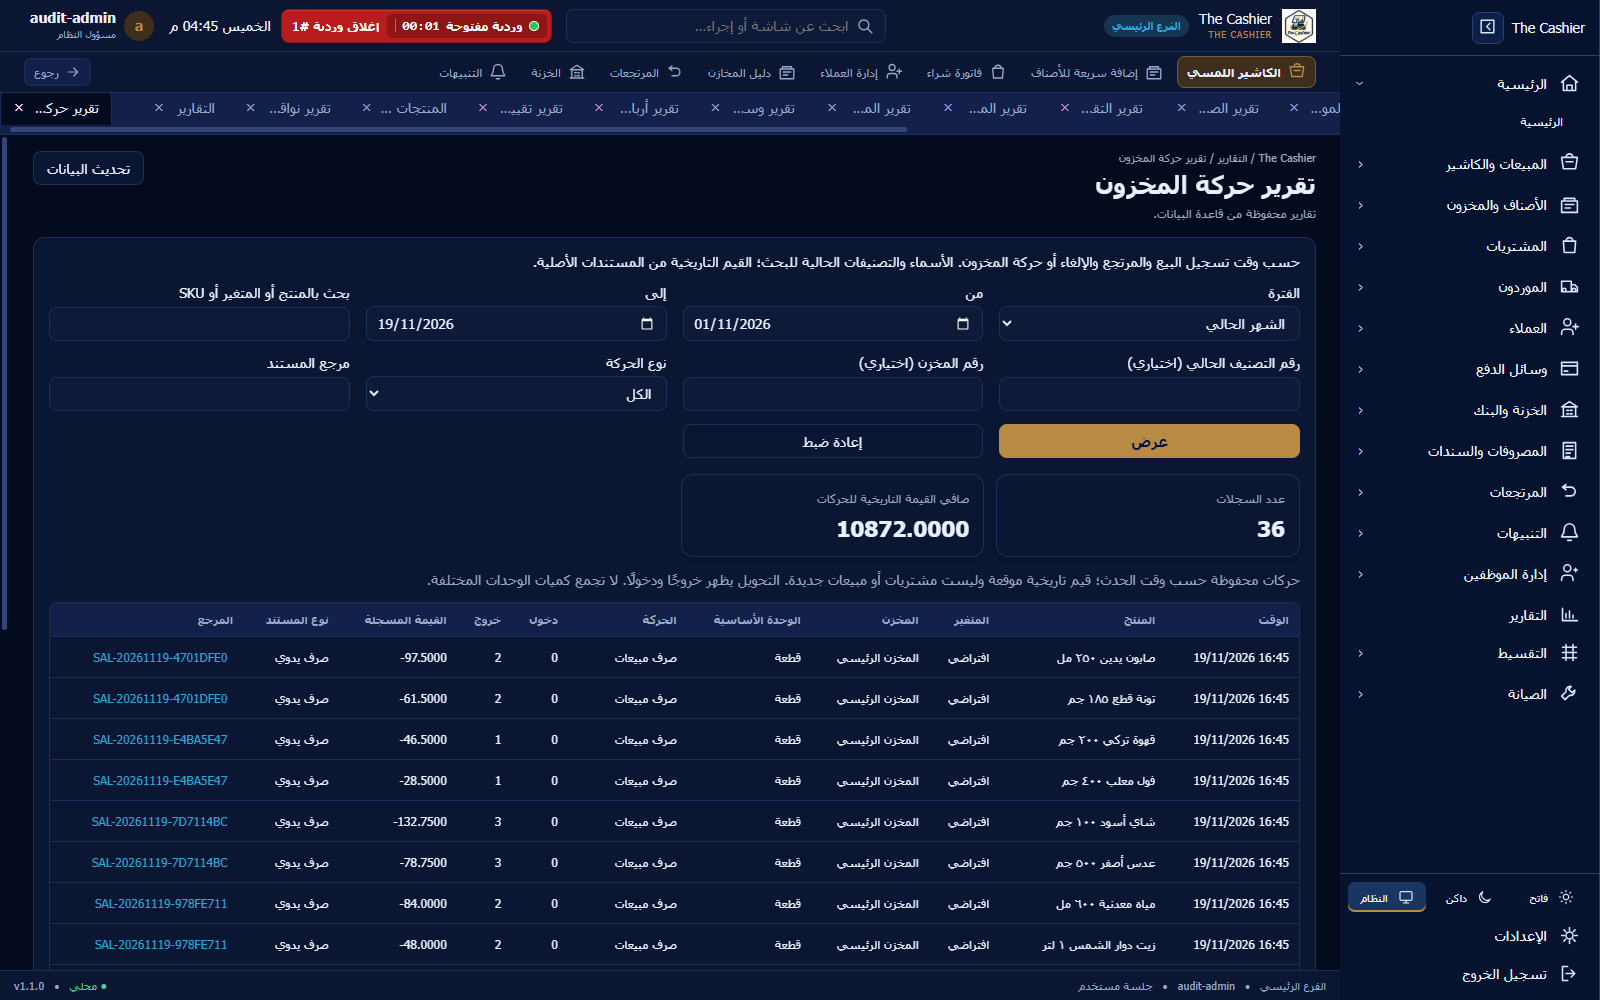 The Cashier
الرئيسية
الرئيسية
المبيعات والكاشير
الأصناف والمخزون
المشتريات
الموردون
العملاء
وسائل الدفع
الخزنة والبنك
المصروفات والسندات
المرتجعات
التنبيهات
إدارة الموظفين
التقارير
التقسيط
الصيانة
فاتح داكن النظام
الإعدادات
تسجيل الخروج
The Cashier
THE CASHIER
الفرع الرئيسي
ابحث عن شاشة أو إجراء...
وردية مفتوحة 00:01 إغلاق وردية #1
الخميس 04:45 م
a
audit-admin
مسؤول النظام
الكاشير اللمسي إضافة سريعة للأصناف فاتورة شراء إدارة العملاء دليل المخازن المرتجعات الخزنة التنبيهات رجوع
المو... × تقرير الص... × تقرير التق... × تقرير الم... × تقرير الم... × تقرير وسـ... × تقرير أربا... × تقرير تقييـ... × المنتجات ... × تقرير نواق... × التقارير × تقرير حرك... ×
The Cashier / التقارير / تقرير حركة المخزون
تقرير حركة المخزون
تقارير محفوظة من قاعدة البيانات.
تحديث البيانات
حسب وقت تسجيل البيع والمرتجع والإلغاء أو حركة المخزون. الأسماء والتصنيفات الحالية للبحث؛ القيم التاريخية من المستندات الأصلية.
الفترة من إلى بحث بالمنتج أو المتغير أو SKU
الشهر الحالي 01/11/2026 19/11/2026
رقم التصنيف الحالي (اختياري) رقم المخزن (اختياري) نوع الحركة مرجع المستند
الكل
عرض إعادة ضبط
عدد السجلات
36
صافي القيمة التاريخية للحركات
10872.0000
حركات محفوظة حسب وقت الحدث؛ قيم تاريخية موقعة وليست مشتريات أو مبيعات جديدة. التحويل يظهر خروجًا ودخولًا. لا تجمع كميات الوحدات المختلفة.
الوقت المنتج المتغير المخزن الوحدة الأساسية الحركة دخول خروج القيمة المسجلة نوع المستند المرجع
19/11/2026 16:45 صابون يدين ٢٥٠ مل افتراضي المخزن الرئيسي قطعة صرف مبيعات 0 2 -97.5000 صرف يدوي SAL-20261119-4701DFE0
19/11/2026 16:45 تونة قطع ١٨٥ جم افتراضي المخزن الرئيسي قطعة صرف مبيعات 0 2 -61.5000 صرف يدوي SAL-20261119-4701DFE0
19/11/2026 16:45 قهوة تركي ٢٠٠ جم افتراضي المخزن الرئيسي قطعة صرف مبيعات 0 1 -46.5000 صرف يدوي SAL-20261119-E4BA5E47
19/11/2026 16:45 فول معلب ٤٠٠ جم افتراضي المخزن الرئيسي قطعة صرف مبيعات 0 1 -28.5000 صرف يدوي SAL-20261119-E4BA5E47
19/11/2026 16:45 شاي أسود ١٠٠ جم افتراضي المخزن الرئيسي قطعة صرف مبيعات 0 3 -132.7500 صرف يدوي SAL-20261119-7D7114BC
19/11/2026 16:45 عدس أصفر ٥٠٠ جم افتراضي المخزن الرئيسي قطعة صرف مبيعات 0 3 -78.7500 صرف يدوي SAL-20261119-7D7114BC
19/11/2026 16:45 مياه معدنية ٦٠٠ مل افتراضي المخزن الرئيسي قطعة صرف مبيعات 0 2 -84.0000 صرف يدوي SAL-20261119-978FE711
19/11/2026 16:45 زيت دوار الشمس ١ لتر افتراضي المخزن الرئيسي قطعة صرف مبيعات 0 2 -48.0000 صرف يدوي SAL-20261119-978FE711
الفرع الرئيسي • audit-admin • جلسة مستخدم
محلي • v1.1.0